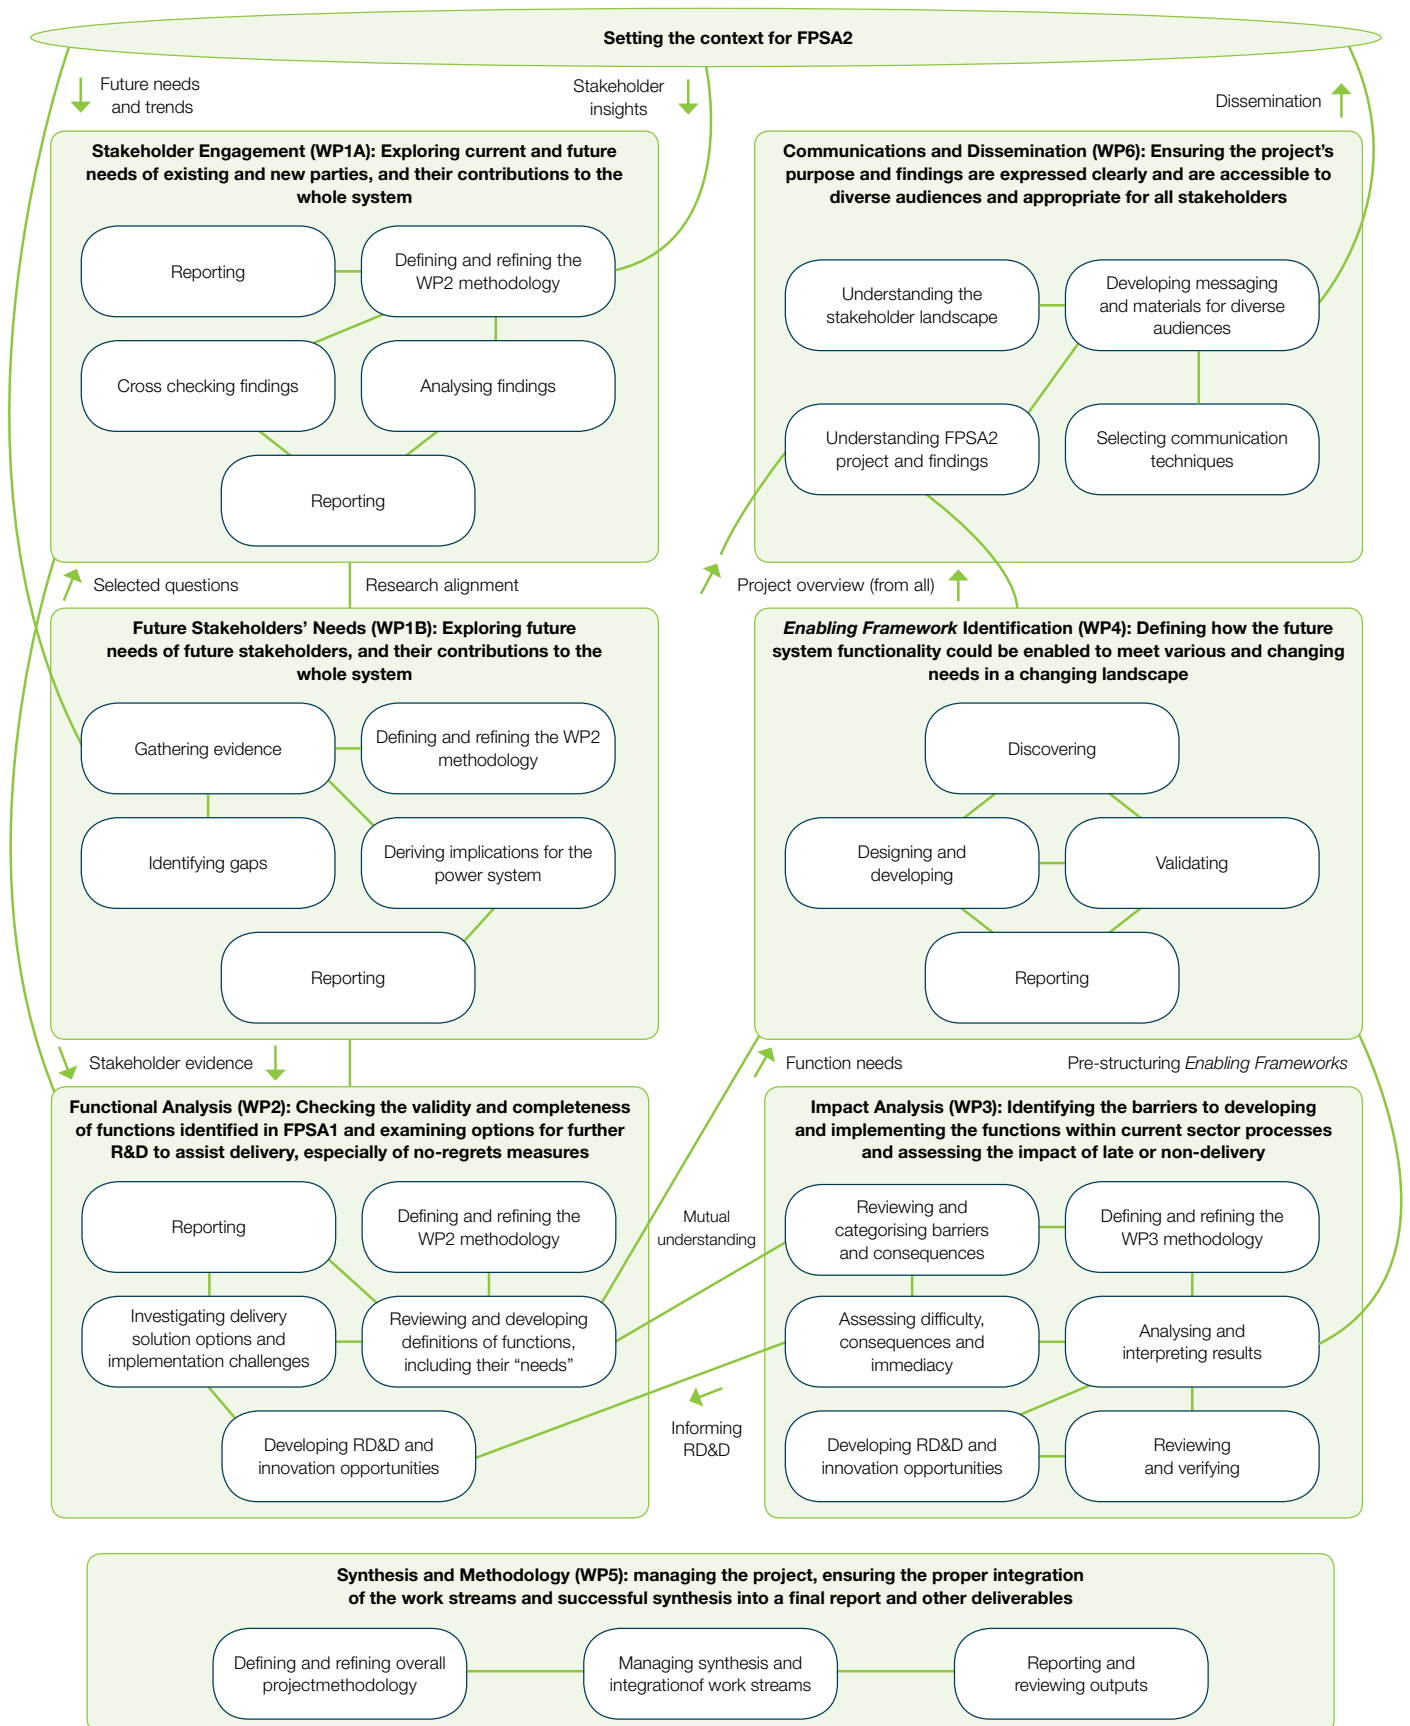 Setting the context for FPSA2
Future needs
and trends
Stakeholder
insights
Dissemination
Stakeholder Engagement (WP1A): Exploring current and future
needs of existing and new parties, and their contributions to the
whole system
Reporting
Defining and refining the
WP2 methodology
Cross checking findings
Analysing findings
Reporting
Communications and Dissemination (WP6): Ensuring the project’s
purpose and findings are expressed clearly and are accessible to
diverse audiences and appropriate for all stakeholders
Understanding the
stakeholder landscape
Developing messaging
and materials for diverse
audiences
Understanding FPSA2
project and findings
Selecting communication
techniques
Selected questions
Research alignment
Project overview (from all)
Future Stakeholders’ Needs (WP1B): Exploring future
needs of future stakeholders, and their contributions to the
whole system
Gathering evidence
Defining and refining the WP2
methodology
Identifying gaps
Deriving implications for the
power system
Reporting
Enabling Framework Identification (WP4): Defining how the future
system functionality could be enabled to meet various and changing
needs in a changing landscape
Discovering
Designing and
developing
Validating
Reporting
Stakeholder evidence
Function needs
Pre-structuring Enabling Frameworks
Functional Analysis (WP2): Checking the validity and completeness
of functions identified in FPSA1 and examining options for further
R&D to assist delivery, especially of no-regrets measures
Reporting
Defining and refining the
WP2 methodology
Investigating delivery
solution options and
implementation challenges
Reviewing and developing
definitions of functions,
including their “needs”
Developing RD&D and
innovation opportunities
Mutual
understanding
Informing
RD&D
Impact Analysis (WP3): Identifying the barriers to developing
and implementing the functions within current sector processes
and assessing the impact of late or non-delivery
Reviewing and
categorising barriers
and consequences
Defining and refining the
WP3 methodology
Assessing difficulty,
consequences and
immediacy
Analysing and
interpreting results
Developing RD&D and
innovation opportunities
Reviewing
and verifying
Synthesis and Methodology (WP5): managing the project, ensuring the proper integration
of the work streams and successful synthesis into a final report and other deliverables
Defining and refining overall
projectmethodology
Managing synthesis and
integrationof work streams
Reporting and
reviewing outputs